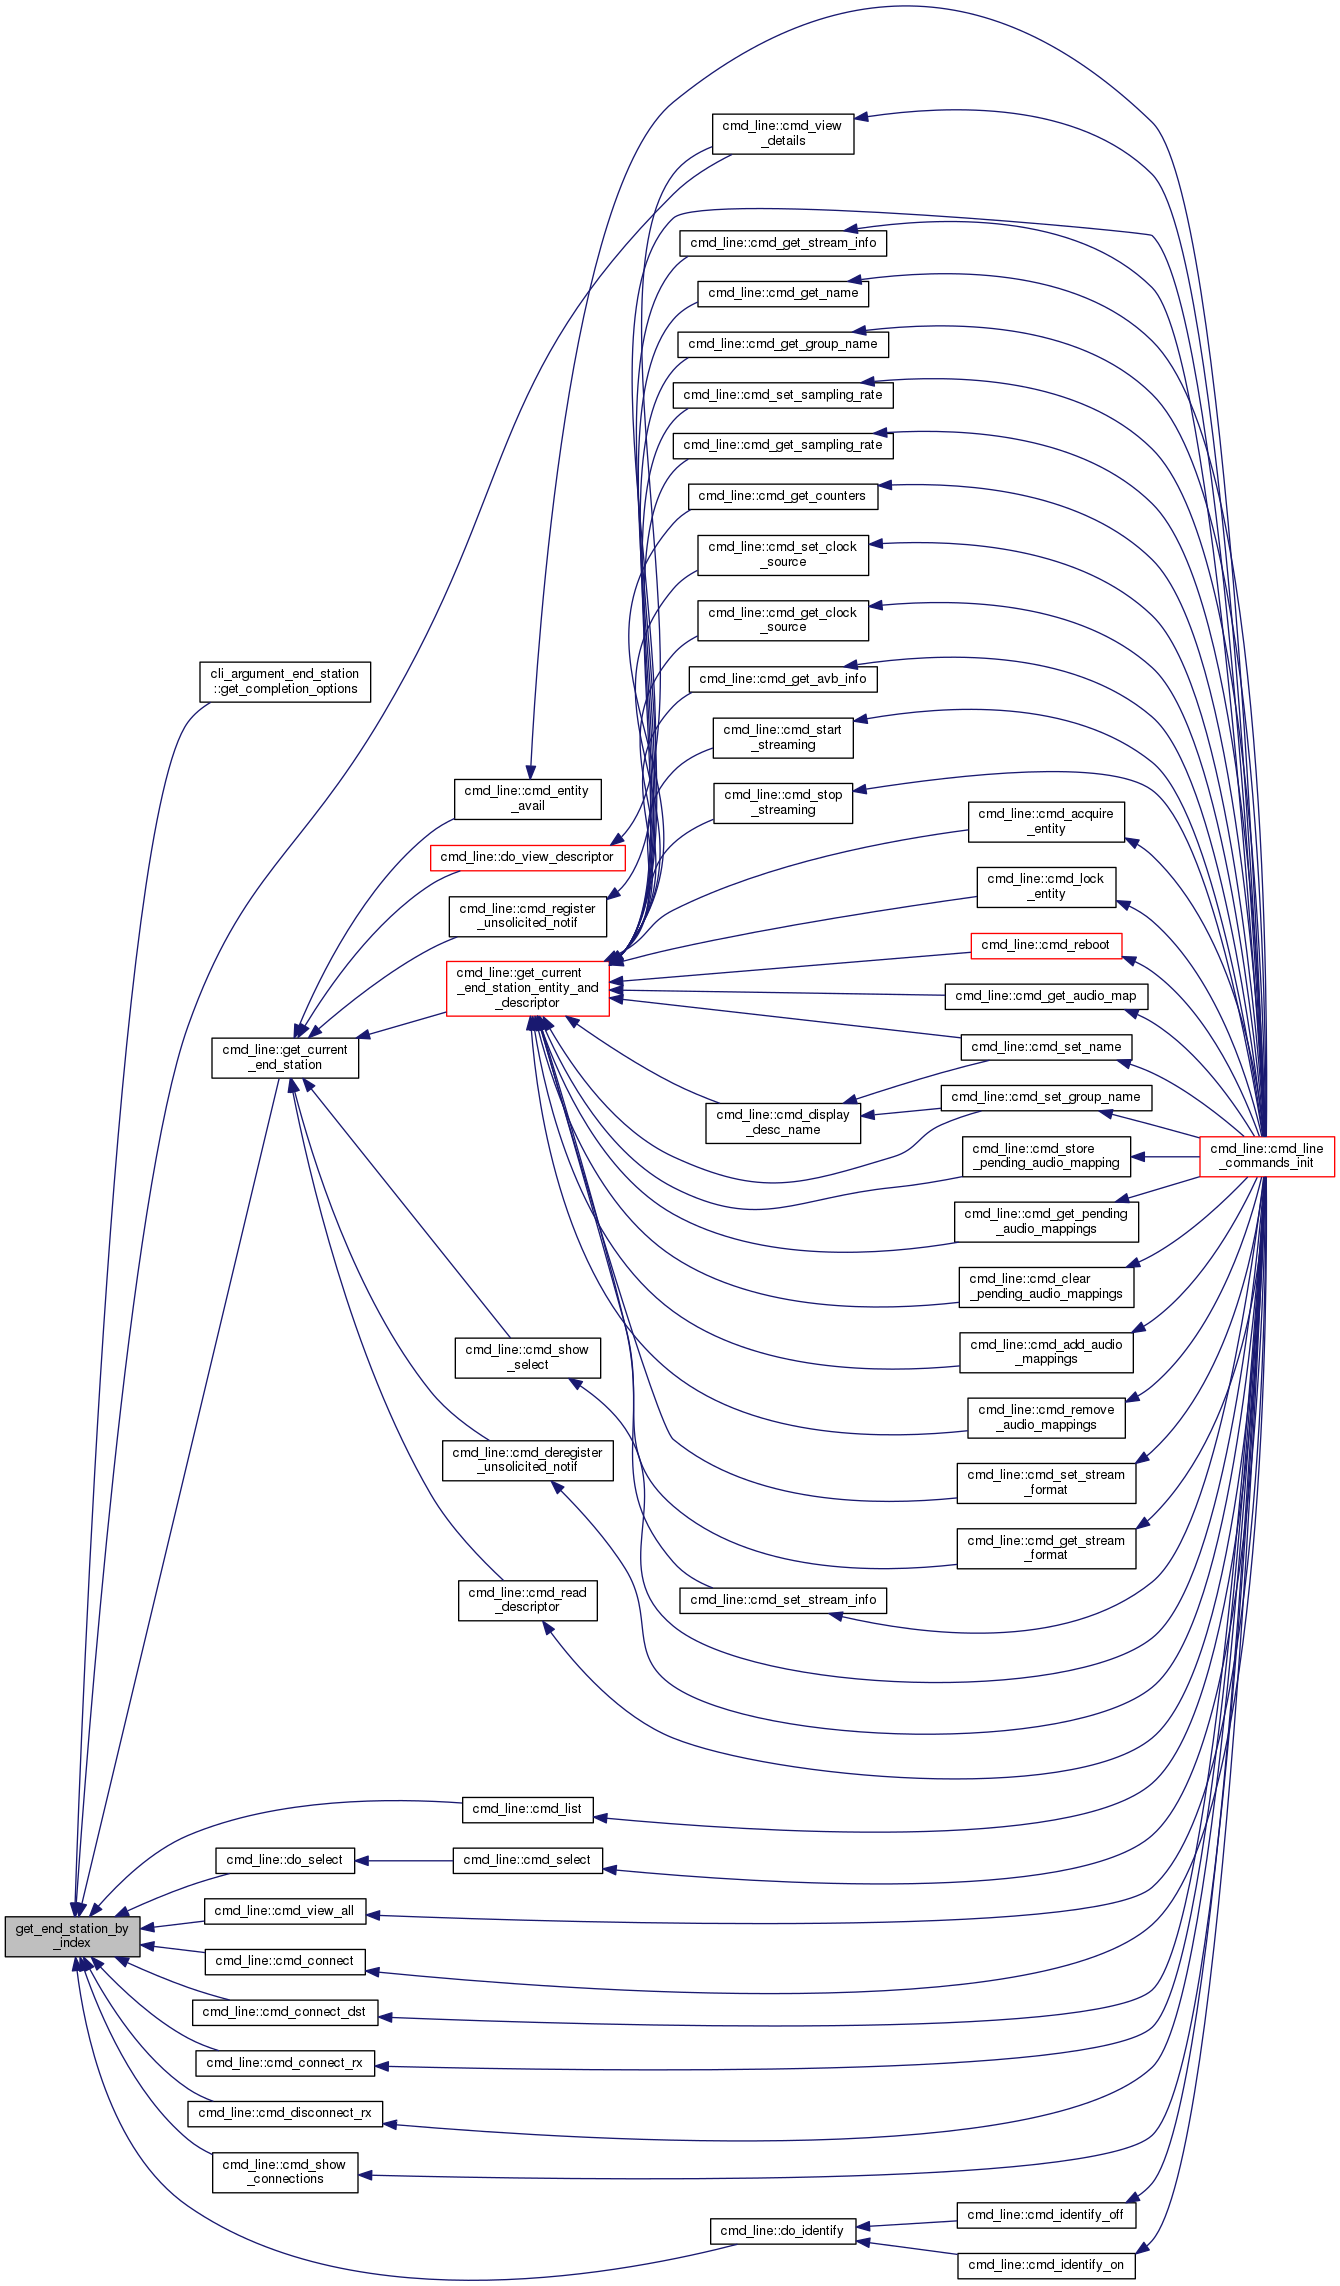 cmd_line::cmd_view
_details
cmd_line::cmd_get_stream_info
cmd_line::cmd_get_name
cmd_line::cmd_get_group_name
cmd_line::cmd_set_sampling_rate
cmd_line::cmd_get_sampling_rate
cmd_line::cmd_get_counters
cmd_line::cmd_set_clock
_source
cmd_line::cmd_get_clock
_source
cli_argument_end_station
::get_completion_options
cmd_line::cmd_get_avb_info
cmd_line::cmd_start
_streaming
cmd_line::cmd_entity
_avail
cmd_line::cmd_stop
_streaming
cmd_line::cmd_acquire
_entity
cmd_line::do_view_descriptor
cmd_line::cmd_lock
_entity
cmd_line::cmd_register
_unsolicited_notif
cmd_line::cmd_reboot
cmd_line::get_current
_end_station_entity_and
_descriptor
cmd_line::cmd_get_audio_map
cmd_line::get_current
_end_station
cmd_line::cmd_set_name
cmd_line::cmd_set_group_name
cmd_line::cmd_display
_desc_name
cmd_line::cmd_store
_pending_audio_mapping
cmd_line::cmd_line
_commands_init
cmd_line::cmd_get_pending
_audio_mappings
cmd_line::cmd_clear
_pending_audio_mappings
cmd_line::cmd_add_audio
_mappings
cmd_line::cmd_show
_select
cmd_line::cmd_remove
_audio_mappings
cmd_line::cmd_deregister
_unsolicited_notif
cmd_line::cmd_set_stream
_format
cmd_line::cmd_get_stream
_format
cmd_line::cmd_read
_descriptor
cmd_line::cmd_set_stream_info
cmd_line::cmd_list
cmd_line::do_select
cmd_line::cmd_select
cmd_line::cmd_view_all
get_end_station_by
_index
cmd_line::cmd_connect
cmd_line::cmd_connect_dst
cmd_line::cmd_connect_rx
cmd_line::cmd_disconnect_rx
cmd_line::cmd_show
_connections
cmd_line::cmd_identify_off
cmd_line::do_identify
cmd_line::cmd_identify_on